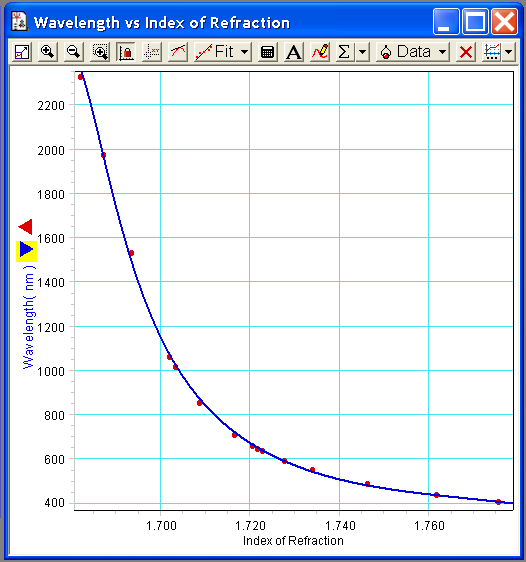 Wavelength vs Index of Refraction
A Fit Σ Data
2200
2000
1800
1600
1400
1200
1000
800
600
400
Wavelength( nm )
1.700 1.720 1.740 1.760
Index of Refraction